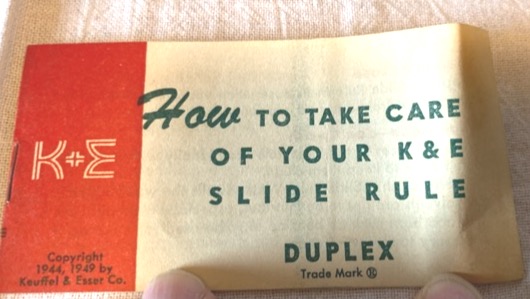 K+E
Copyright
1944, 1949 by
Keuffel & Esser Co.
How TO TAKE CARE
OF YOUR K&E
SLIDE RULE
DUPLEX
Trade Mark ®